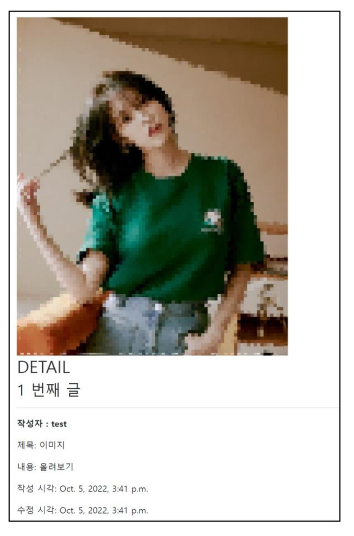 DETAIL
1 번째 글
작성자 : test
제목: 이미지
내용: 올려보기
작성 시각: Oct. 5, 2022, 3:41 p.m.
수정 시각: Oct. 5, 2022, 3:41 p.m.